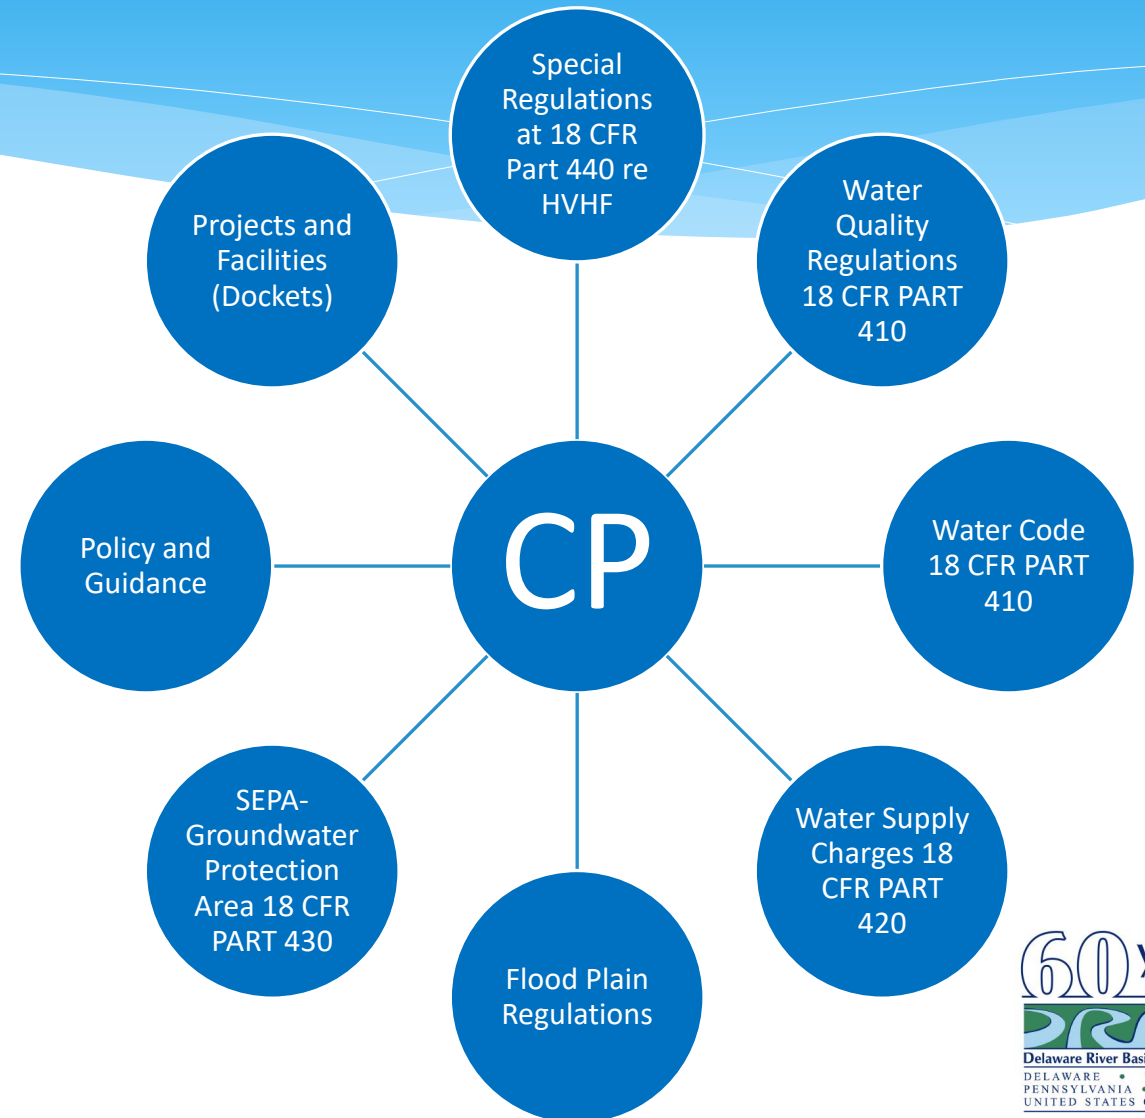 Special
Regulations
at 18 CFR
Part 440 re
HVHF
Water
Quality
Regulations
18 CFR PART
410
Water Code
18 CFR PART
410
Water Supply
Charges 18
CFR PART
420
Flood Plain
Regulations
SEPA-
Groundwater
Protection
Area 18 CFR
PART 430
Policy and
Guidance
Projects and
Facilities
(Dockets)
CP
60
Delaware River
DELAWARE •
PENNSYLVANIA •
UNITED STATES